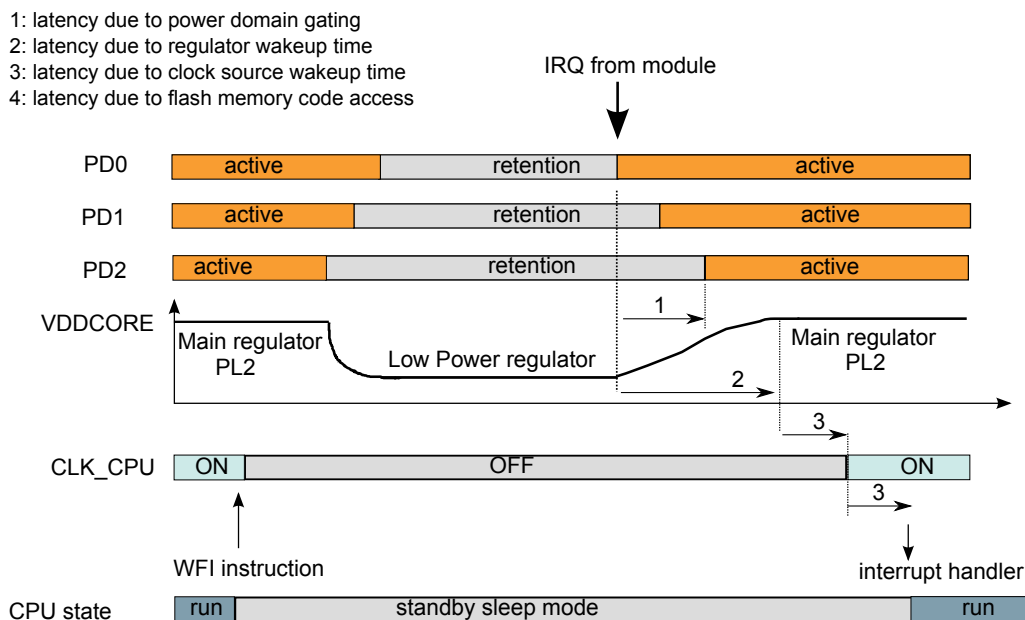 1: latency due to power domain gating
2: latency due to regulator wakeup time
3: latency due to clock source wakeup time
4: latency due to flash memory code access
IRQ from module
PD0 active retention active
PD1 active retention active
PD2 active retention active
VDDCORE
1
Main regulator PL2
Low Power regulator
Main regulator PL2
2
3
CLK_CPU ON OFF ON
3
WFI instruction
interrupt handler
CPU state run standby sleep mode run